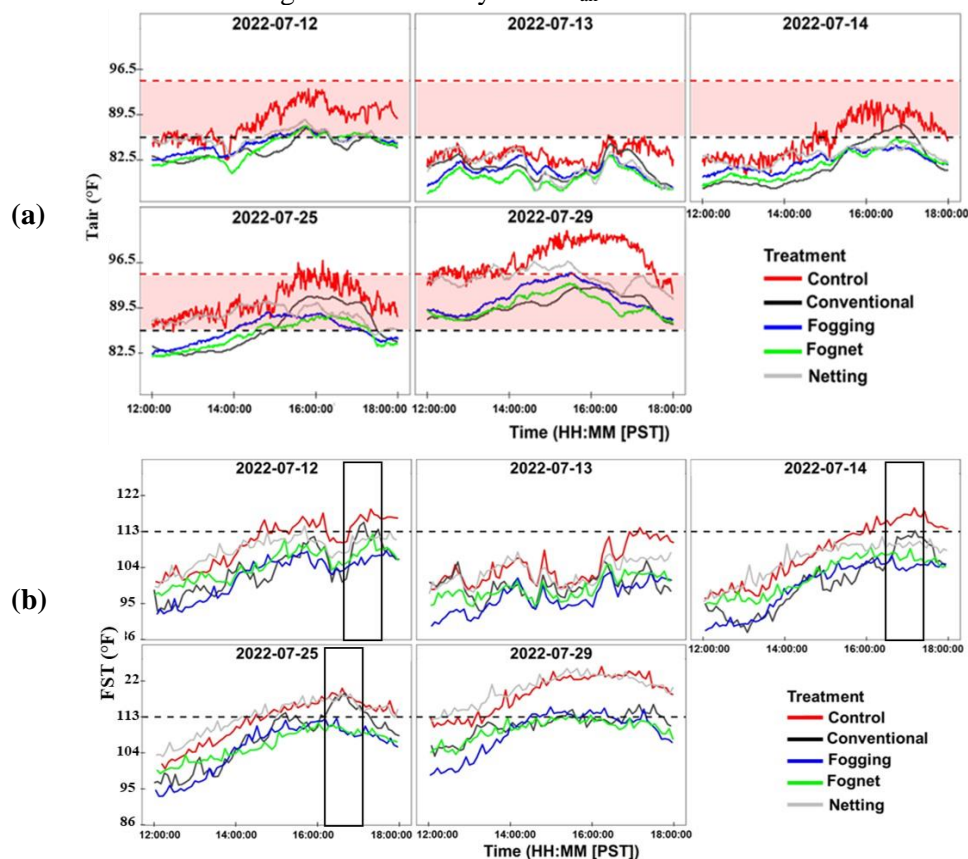 2022-07-12
2022-07-13
2022-07-14
96.5
89.5
82.5
(a)
Tair (°F)
12:00:00 14:00:00 16:00:00 18:00:00
2022-07-25
2022-07-29
96.5
89.5
82.5
12:00:00 14:00:00 16:00:00 18:00:00
12:00:00 14:00:00 16:00:00 18:00:00
Time (HH:MM [PST])
Treatment
Control
Conventional
Fogging
Fognet
Netting
2022-07-12
2022-07-13
2022-07-14
122
113
104
95
16
(b)
FST (°F)
12:00:00 14:00:00 16:00:00 18:00:00
2022-07-25
2022-07-29
22
113
104
95
86
12:00:00 14:00:00 16:00:00 18:00:00
12:00:00 14:00:00 16:00:00 18:00:00
Time (HH:MM [PST])
Treatment
Control
Conventional
Fogging
Fognet
Netting